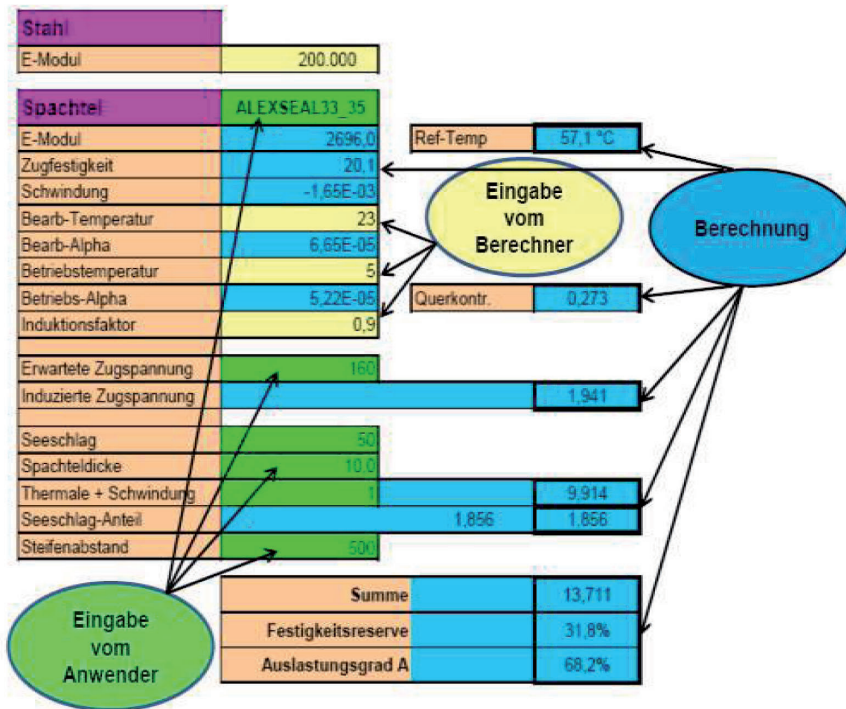 Stahl
E-Modul 200.000
Spachtel ALEXSEAL33_35
E-Modul 2696,0 Ref-Temp 57,1 °C
Zugfestigkeit 20,1
Schwindung -1,65E-03
Bearb-Temperatur 23
Bearb-Alpha 6,65E-05
Betriebstemperatur 5
Betriebs-Alpha 5,22E-05 Querkontr. 0,273
Induktionsfaktor 0,9
Eingabe
vom
Berechner
Berechnung
Erwartete Zugspannung 160
Induzierte Zugspannung 1,941
Seeschlag 50
Spachteldicke 10,0
Thermale + Schwindung 1 9,914
Seeschlag-Anteil 1,856 1,856
Steifenabstand 500
Eingabe
vom
Anwender
Summe 13,711
Festigkeitsreserve 31,8%
Auslastungsgrad A 68,2%